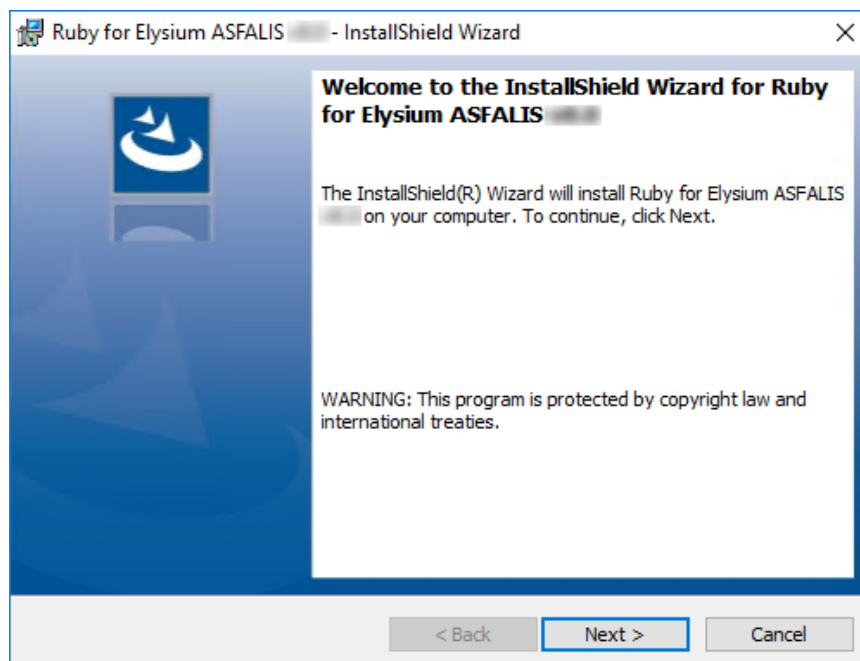 Ruby for Elysium ASFALIS - InstallShield Wizard
Welcome to the InstallShield Wizard for Ruby
for Elysium ASFALIS
The InstallShield(R) Wizard will install Ruby for Elysium ASFALIS
on your computer. To continue, click Next.
WARNING: This program is protected by copyright law and
international treaties.
< Back Next > Cancel